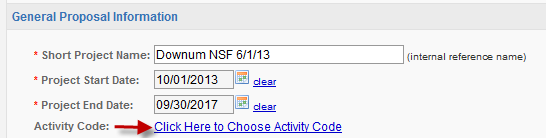 General Proposal Information
* Short Project Name: Downum NSF 6/1/13 (internal reference name)
* Project Start Date: 10/01/2013 clear
* Project End Date: 09/30/2017 clear
Activity Code: Click Here to Choose Activity Code